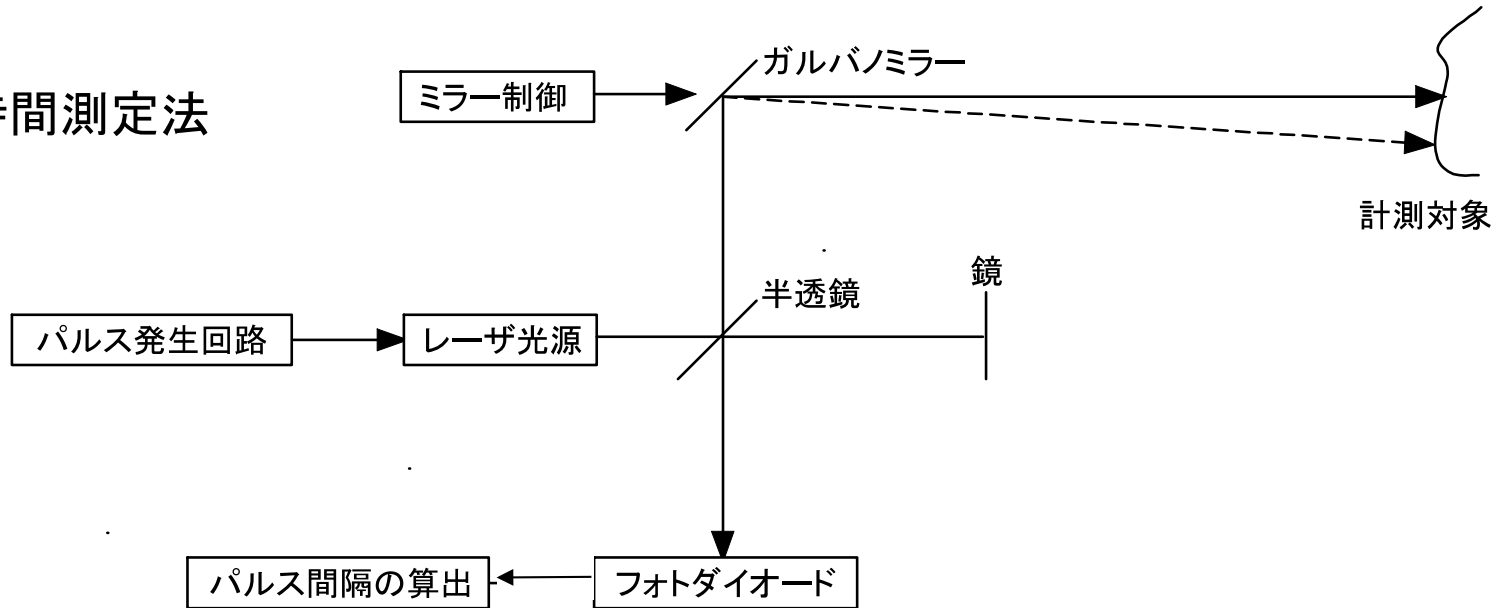 ガルバノミラー
ミラー制御
間測定法
計測対象
鏡
半透鏡
パルス発生回路
レーザ光源
パルス間隔の算出
フォトダイオード